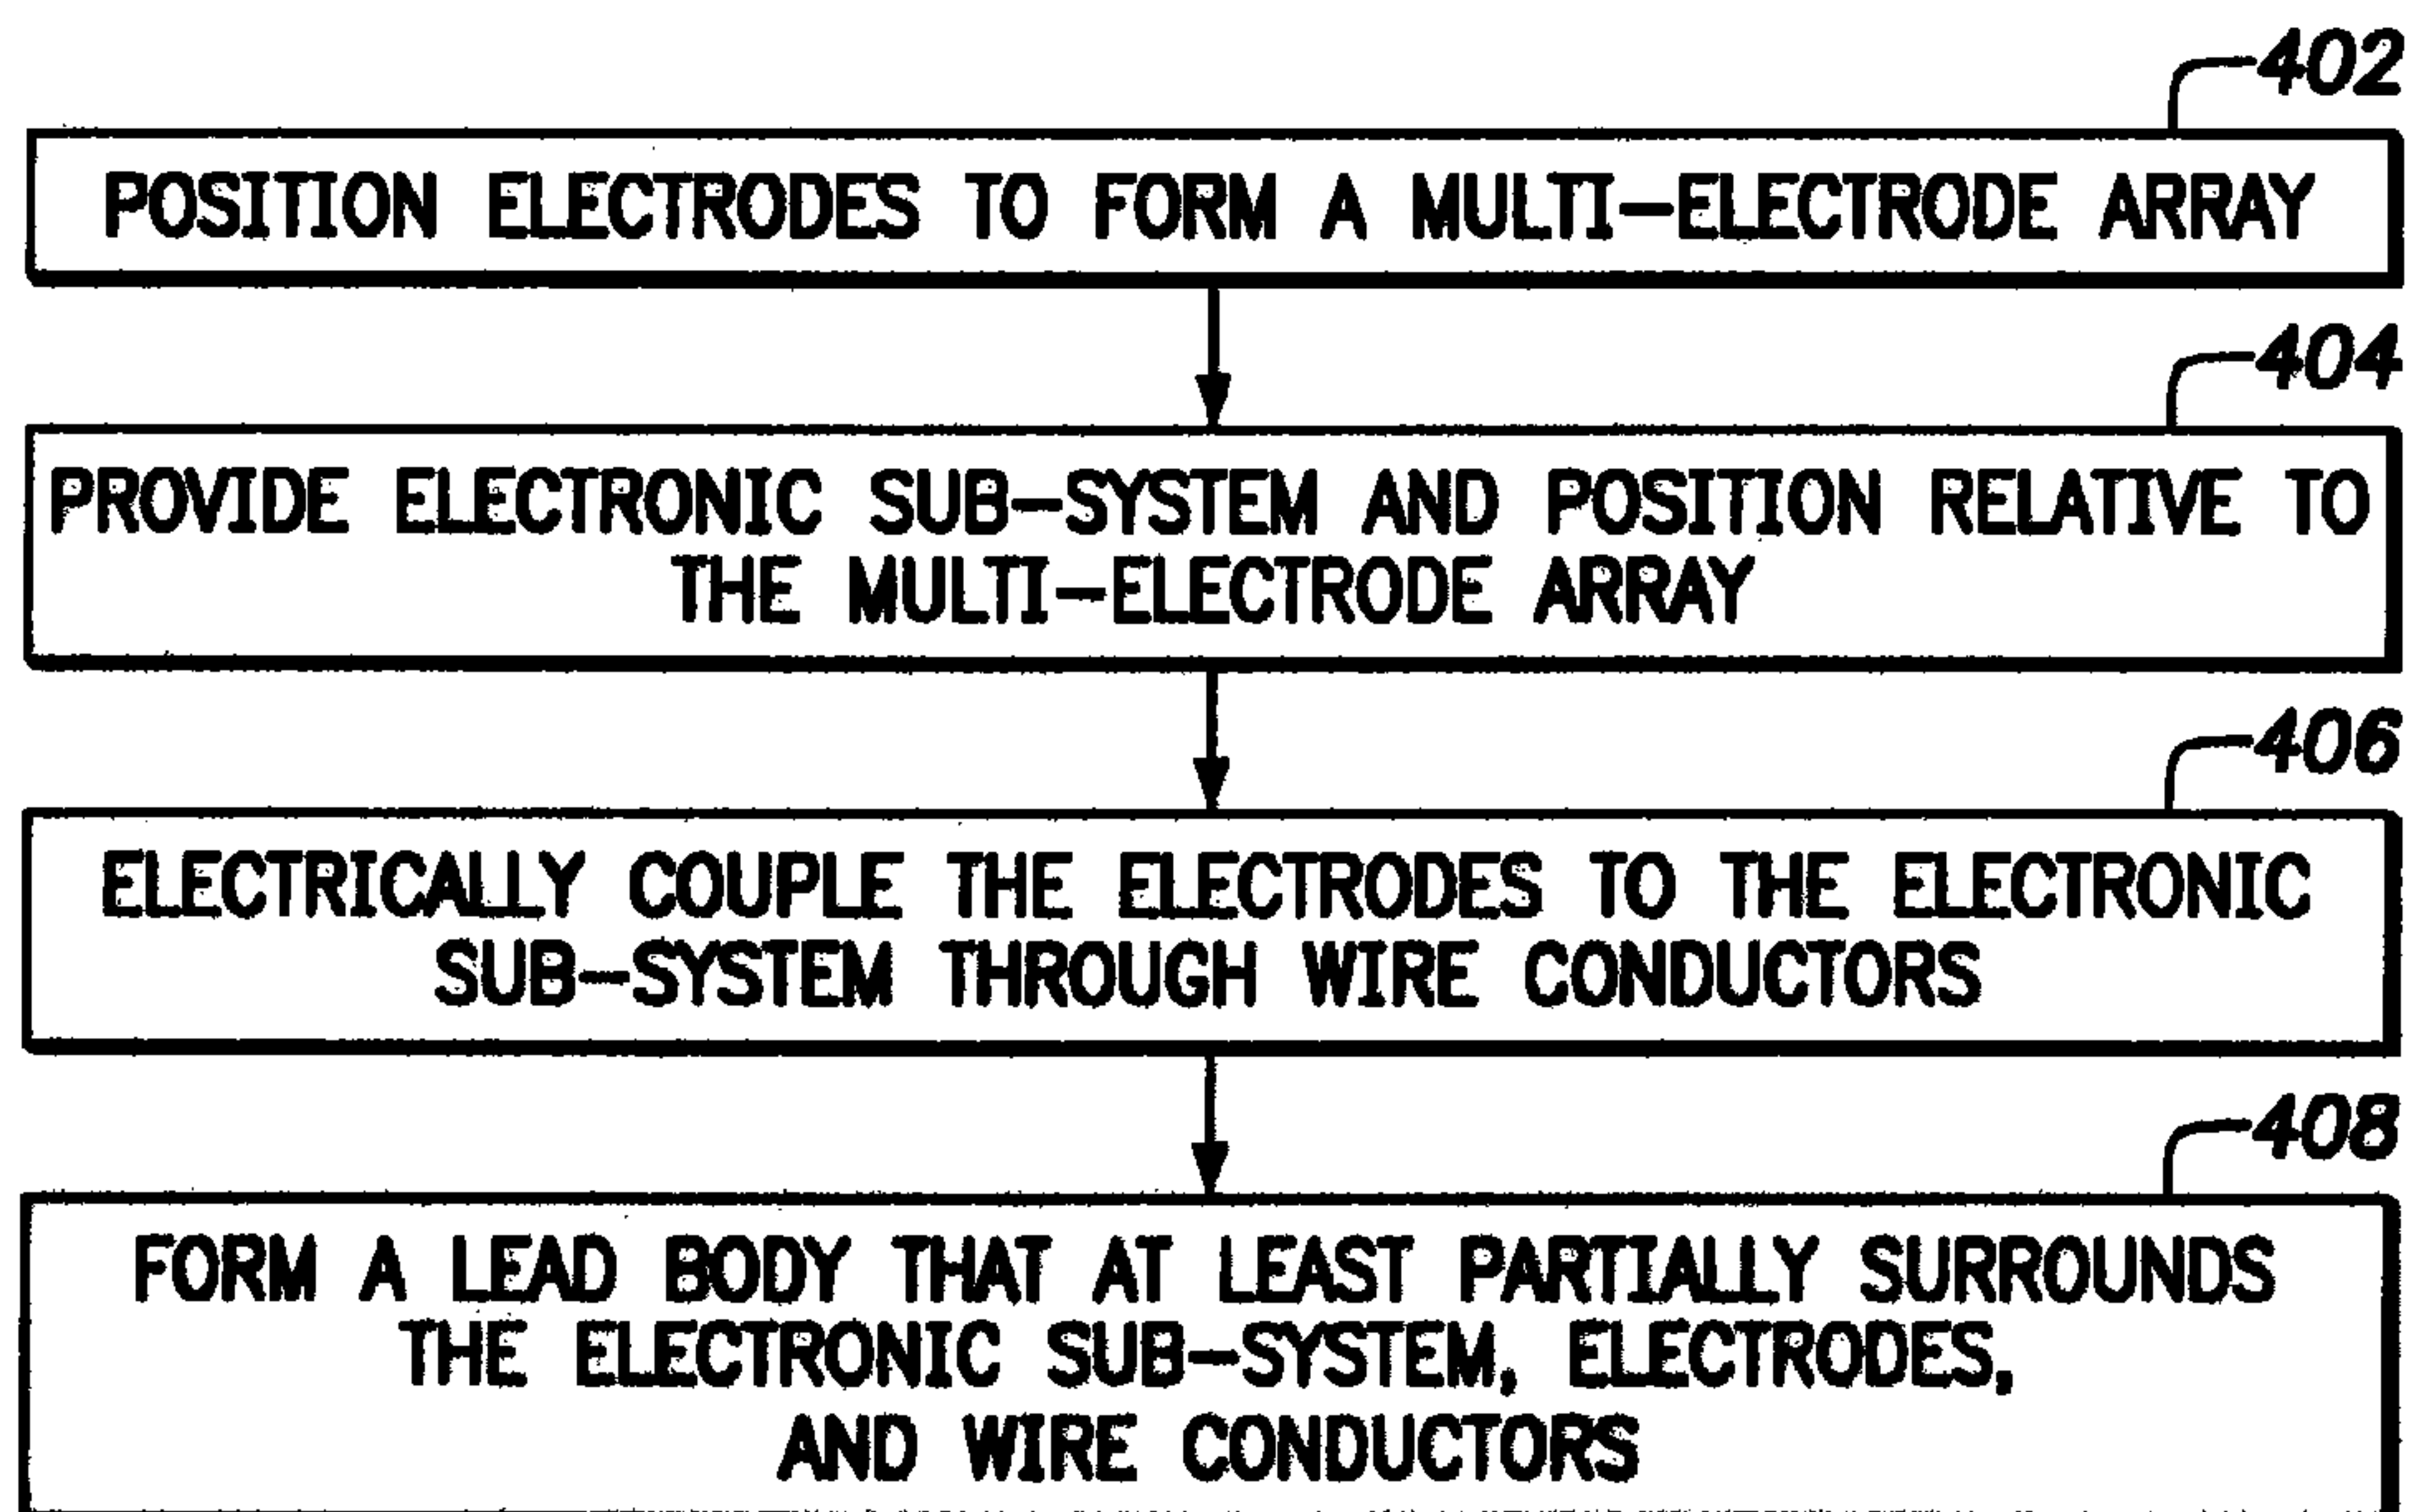 402
POSITION ELECTRODES TO FORM A MULTI-ELECTRODE ARRAY
404
PROVIDE ELECTRONIC SUB-SYSTEM AND POSITION RELATIVE TO
THE MULTI-ELECTRODE ARRAY
406
ELECTRICALLY COUPLE THE ELECTRODES TO THE ELECTRONIC
SUB-SYSTEM THROUGH WIRE CONDUCTORS
408
FORM A LEAD BODY THAT AT LEAST PARTIALLY SURROUNDS
THE ELECTRONIC SUB-SYSTEM, ELECTRODES,
AND WIRE CONDUCTORS